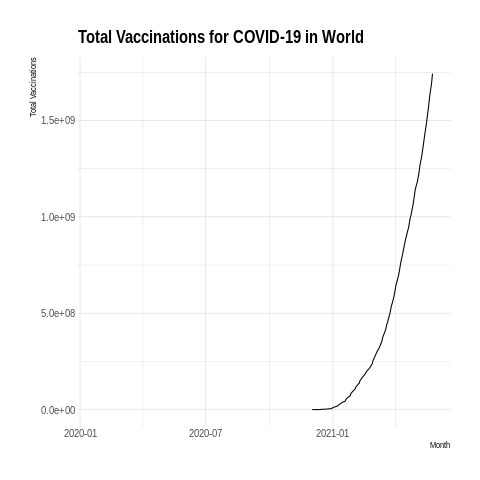 Total Vaccinations for COVID-19 in World
Total Vaccinations
1.5e+09
1.0e+09
5.0e+08
0.0e+00
2020-01 2020-07 2021-01
Month